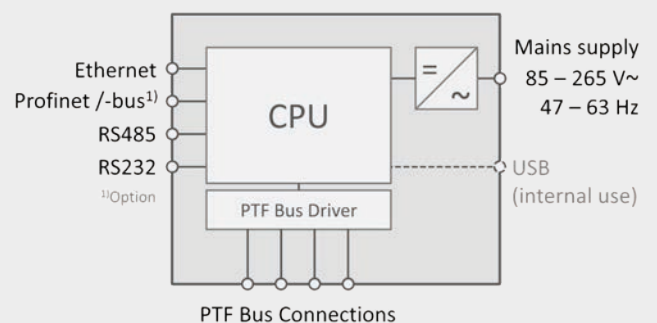 Ethernet
Profinet /-bus1)
RS485
RS232
1)Option
CPU
PTF Bus Driver
=
~
Mains supply
85 – 265 V~
47 – 63 Hz
USB
(internal use)
PTF Bus Connections